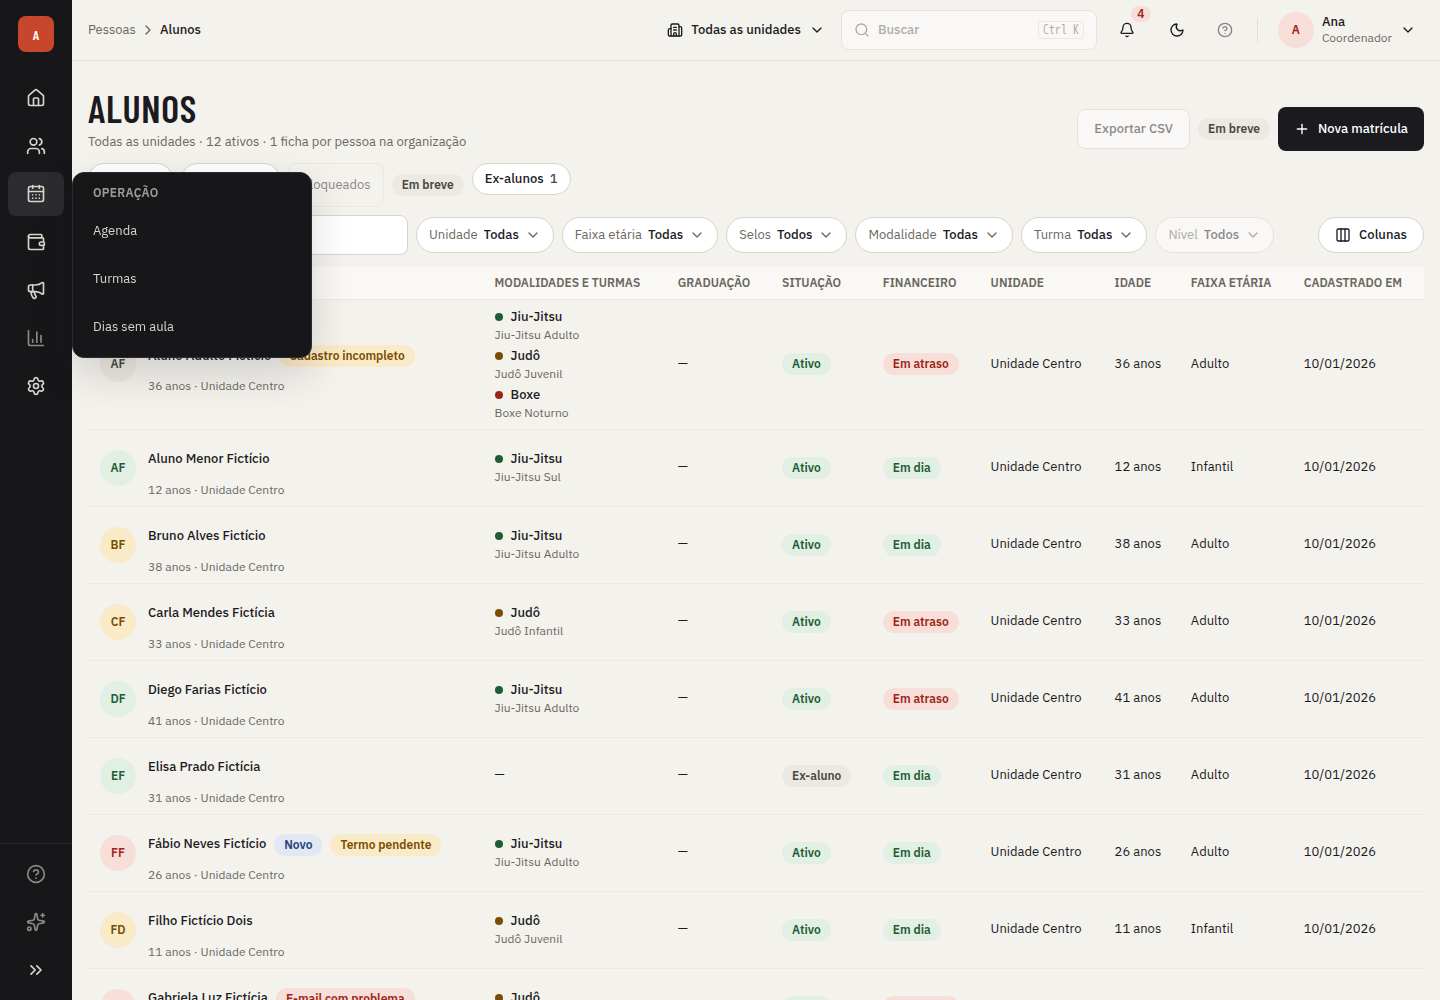 A
Pessoas > Alunos
Todas as unidades
Buscar
Ctrl K
4
A
Ana
Coordenador
ALUNOS
Todas as unidades · 12 ativos · 1 ficha por pessoa na organização
Exportar CSV
Em breve
+ Nova matrícula
loqueados
Em breve
Ex-alunos 1
OPERAÇÃO
Agenda
Turmas
Dias sem aula
Unidade Todas
Faixa etária Todas
Selos Todos
Modalidade Todas
Turma Todas
Nível Todos
Colunas
MODALIDADES E TURMAS GRADUAÇÃO SITUAÇÃO FINANCEIRO UNIDADE IDADE FAIXA ETÁRIA CADASTRADO EM
AF
adastro incompleto
36 anos · Unidade Centro
Jiu-Jitsu
Jiu-Jitsu Adulto
Judô
Judô Juvenil
Boxe
Boxe Noturno
— Ativo Em atraso Unidade Centro 36 anos Adulto 10/01/2026
AF
Aluno Menor Fictício
12 anos · Unidade Centro
Jiu-Jitsu
Jiu-Jitsu Sul
— Ativo Em dia Unidade Centro 12 anos Infantil 10/01/2026
BF
Bruno Alves Fictício
38 anos · Unidade Centro
Jiu-Jitsu
Jiu-Jitsu Adulto
— Ativo Em dia Unidade Centro 38 anos Adulto 10/01/2026
CF
Carla Mendes Fictícia
33 anos · Unidade Centro
Judô
Judô Infantil
— Ativo Em atraso Unidade Centro 33 anos Adulto 10/01/2026
DF
Diego Farias Fictício
41 anos · Unidade Centro
Jiu-Jitsu
Jiu-Jitsu Adulto
— Ativo Em atraso Unidade Centro 41 anos Adulto 10/01/2026
EF
Elisa Prado Fictícia
31 anos · Unidade Centro
— — Ex-aluno Em dia Unidade Centro 31 anos Adulto 10/01/2026
FF
Fábio Neves Fictício Novo Termo pendente
26 anos · Unidade Centro
Jiu-Jitsu
Jiu-Jitsu Adulto
— Ativo Em dia Unidade Centro 26 anos Adulto 10/01/2026
FD
Filho Fictício Dois
11 anos · Unidade Centro
Judô
Judô Juvenil
— Ativo Em dia Unidade Centro 11 anos Infantil 10/01/2026
Gabriela Luz Fictícia E-mail com problema
Judô